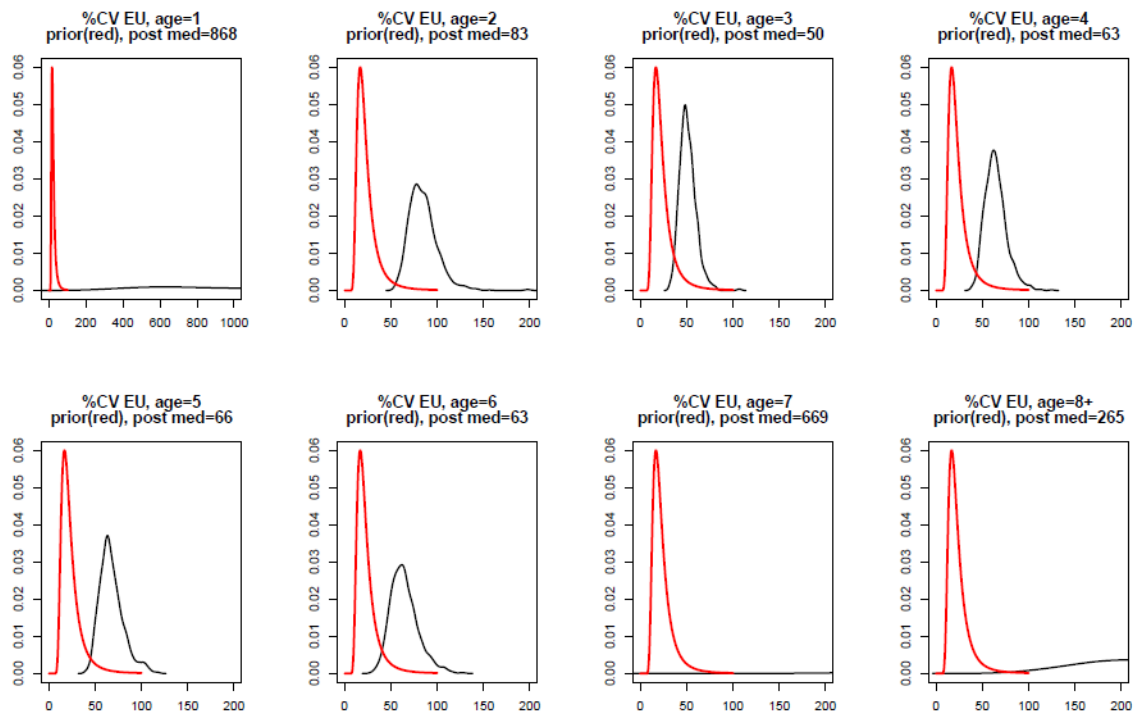 %CV EU, age=1
prior(red), post med=868
%CV EU, age=2
prior(red), post med=83
%CV EU, age=3
prior(red), post med=50
%CV EU, age=4
prior(red), post med=63
0.00 0.01 0.02 0.03 0.04 0.05 0.06
0 200 400 600 800 1000
0.00 0.01 0.02 0.03 0.04 0.05 0.06
0 50 100 150 200
0.00 0.01 0.02 0.03 0.04 0.05 0.06
0 50 100 150 200
0.00 0.01 0.02 0.03 0.04 0.05 0.06
0 50 100 150 200
%CV EU, age=5
prior(red), post med=66
%CV EU, age=6
prior(red), post med=63
%CV EU, age=7
prior(red), post med=669
%CV EU, age=8+
prior(red), post med=265
0.00 0.01 0.02 0.03 0.04 0.05 0.06
0 50 100 150 200
0.00 0.01 0.02 0.03 0.04 0.05 0.06
0 50 100 150 200
0.00 0.01 0.02 0.03 0.04 0.05 0.06
0 50 100 150 200
0.00 0.01 0.02 0.03 0.04 0.05 0.06
0 50 100 150 200